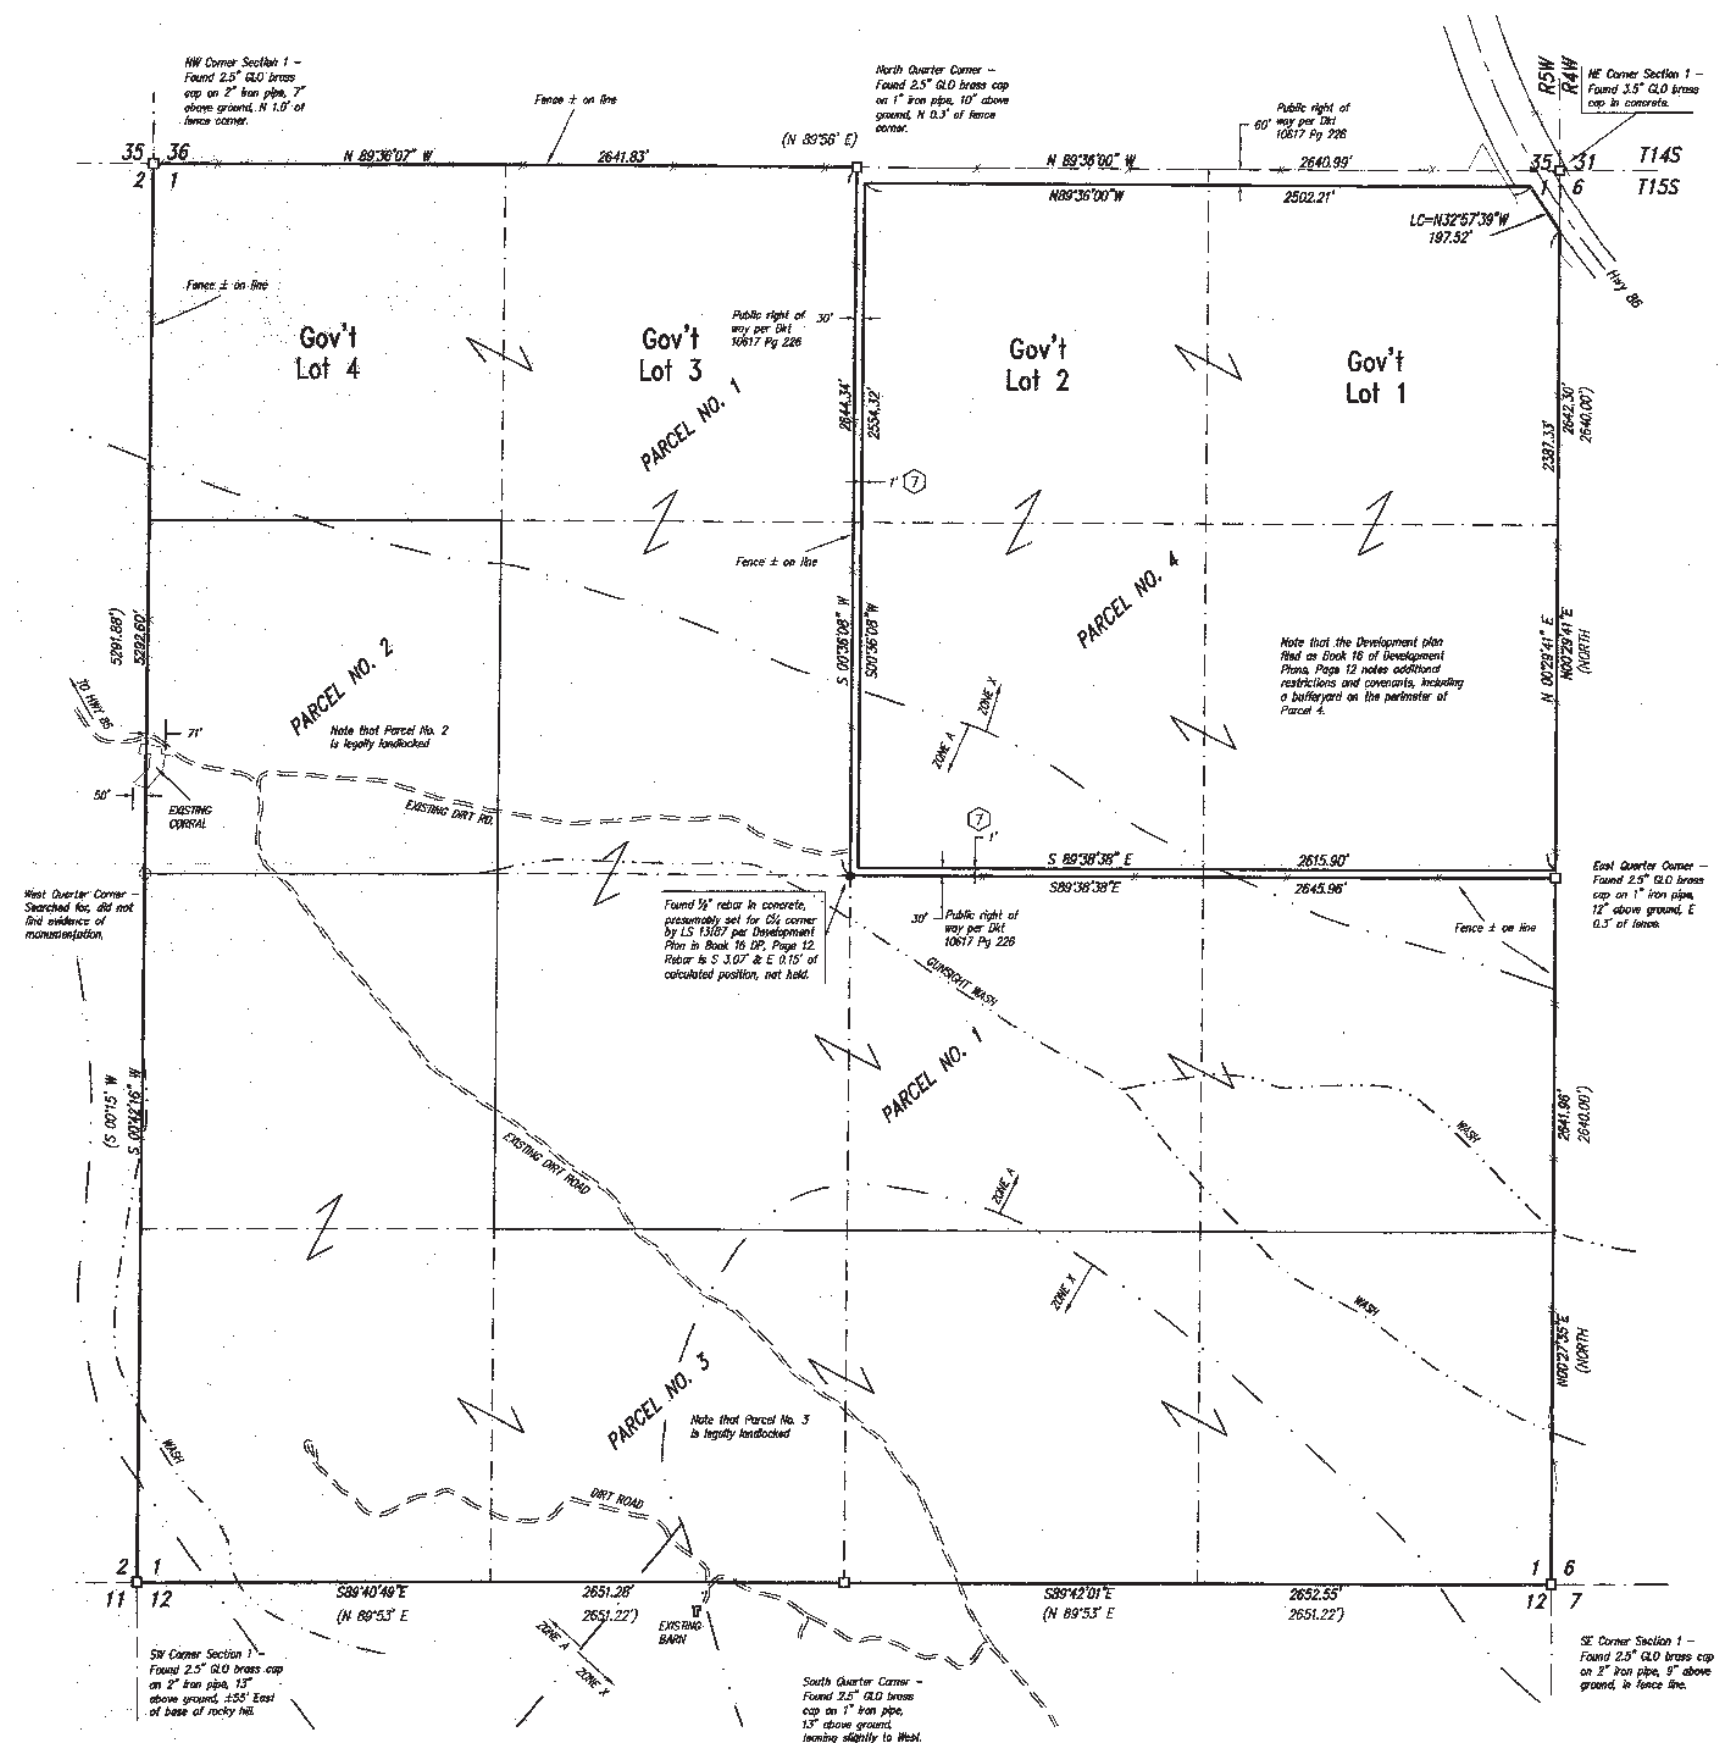 NW Corner Section 1 -
Found 2.5" GLO brass
cap on 2" iron pipe, 7"
above ground, N 1.0' of
fence corner.
Fence ± on line
(N 89°56' E)
North Quarter Corner -
Found 2.5" GLO brass cap
on 1" iron pipe, 10" above
ground, N 0.3' of fence
corner.
Public right of
way per Dkt
10617 Pg 226
60'
R5W
R4W
NE Corner Section 1 -
Found 3.5" GLO brass
cap in concrete.
35 36
2 1
N 89°36'07" W 2641.83'
N 89°36'00" W 2640.99'
35 31
1 6
T14S
T15S
N89°36'00"W 2502.21'
LC=N32°57'39"W
197.52'
Hwy 86
Fence ± on line
Public right of
way per Dkt
10617 Pg 226
30'
Gov't
Lot 4
Gov't
Lot 3
Gov't
Lot 2
Gov't
Lot 1
PARCEL NO. 1
2644.34'
2554.32'
2387.33'
2642.30'
2640.00')
1' 7
Fence ± on line
PARCEL NO. 4
S 00°36'08" W
S00°36'08"W
N 00°29'41" E
N00°29'41"E
(NORTH
5291.88')
5292.60'
PARCEL NO. 2
Note that Parcel No. 2
is legally landlocked
Note that the Development plan
filed as Book 16 of Development
Plans, Page 12 notes additional
restrictions and covenants, including
a bufferyard on the perimeter of
Parcel 4.
TO HWY 86
71'
50'
EXISTING
CORRAL
EXISTING DIRT RD.
ZONE X
ZONE A
7
1'
S 89°38'38" E 2615.90'
S89°38'38"E 2645.96'
West Quarter Corner -
Searched for, did not
find evidence of
monumentation.
Found ½" rebar in concrete,
presumably set for C¼ corner
by LS 13187 per Development
Plan in Book 16 DP, Page 12.
Rebar is S 3.07' & E 0.15' of
calculated position, not held.
30'
Public right of
way per Dkt
10617 Pg 226
East Quarter Corner -
Found 2.5" GLO brass
cap on 1" iron pipe,
12" above ground, E
0.3' of fence.
Fence ± on line
GUNSIGHT WASH
PARCEL NO. 1
(S 00°15' W
S 00°42'16" W
EXISTING DIRT ROAD
WASH
2641.96'
2640.00')
ZONE A
ZONE X
WASH
N00°27'35"E
(NORTH
PARCEL NO. 3
Note that Parcel No. 3
is legally landlocked
WASH
DIRT ROAD
2 1
11 12
S89°40'49"E 2651.26'
(N 89°53' E 2651.22')
S89°42'01"E 2652.55'
(N 89°53' E 2651.22')
1 6
12 7
EXISTING
BARN
ZONE A
ZONE X
SW Corner Section 1 -
Found 2.5" GLO brass cap
on 2" iron pipe, 13"
above ground, ±55' East
of base of rocky hill.
South Quarter Corner -
Found 2.5" GLO brass
cap on 1" iron pipe,
13" above ground,
leaning slightly to West.
SE Corner Section 1 -
Found 2.5" GLO brass cap
on 2" iron pipe, 9" above
ground, in fence line.